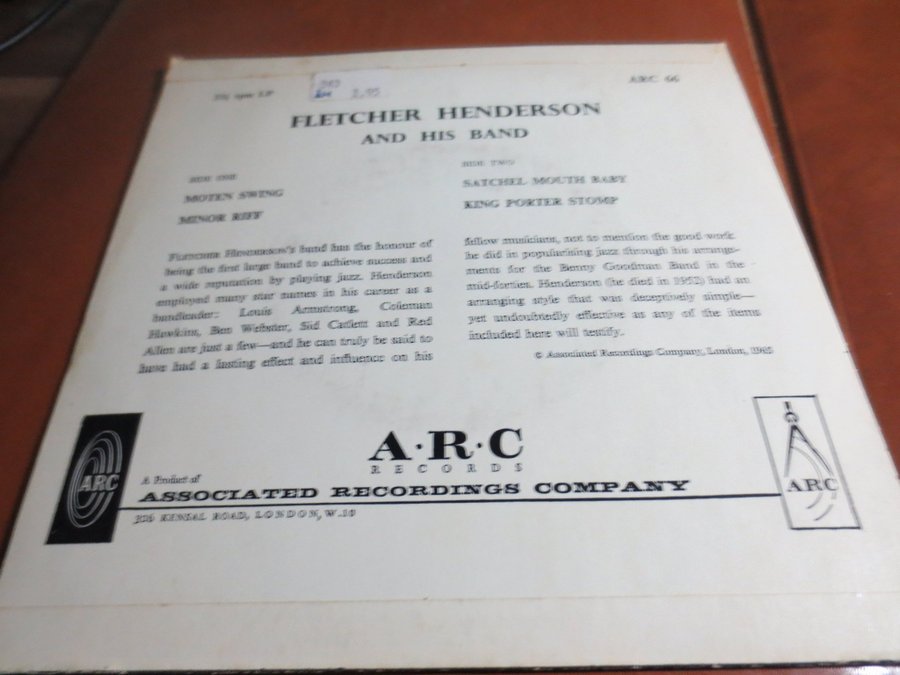 33⅓ rpm LP
2.95
ARC 66
FLETCHER HENDERSON
AND HIS BAND
SIDE ONE
MOTEN SWING
MINOR RIFF
SIDE TWO
SATCHEL MOUTH BABY
KING PORTER STOMP
FLETCHER HENDERSON's band has the honour of
being the first large band to achieve success and
a wide reputation by playing jazz. Henderson
employed many star names in his career as a
bandleader: Louis Armstrong, Coleman
Hawkins, Ben Webster, Sid Catlett and Red
Allen are just a few—and he can truly be said to
have had a lasting effect and influence on his
fellow musicians, not to mention the good work
he did in popularising jazz through his arrange-
ments for the Benny Goodman Band in the
mid-forties. Henderson (he died in 1952) had an
arranging style that was deceptively simple—
yet undoubtedly effective as any of the items
included here will testify.
© Associated Recordings Company, London, 1965
ARC
A·R·C
RECORDS
A Product of
ASSOCIATED RECORDINGS COMPANY
326 KENSAL ROAD, LONDON, W.10
ARC